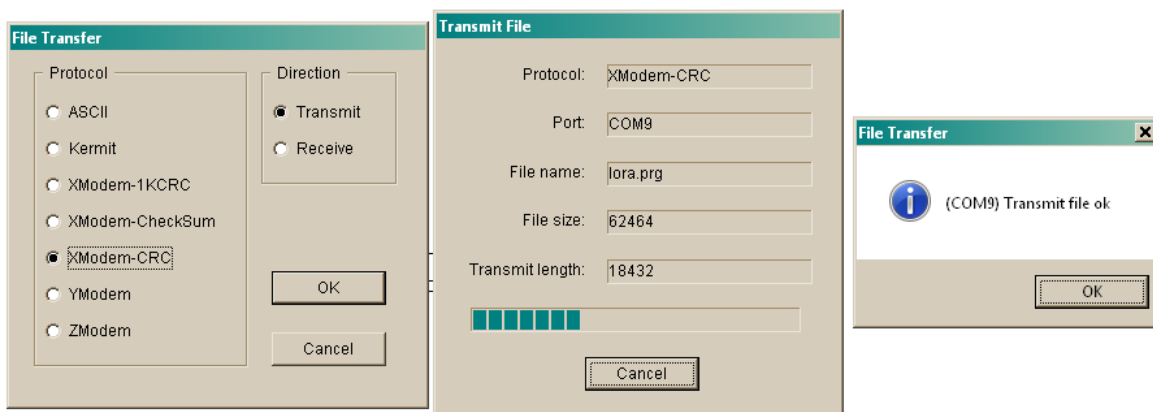 File Transfer
Protocol
ASCII
Kermit
XModem-1KCRC
XModem-CheckSum
XModem-CRC
YModem
ZModem
Direction
Transmit
Receive
OK
Cancel
Transmit File
Protocol: XModem-CRC
Port: COM9
File name: lora.prg
File size: 62464
Transmit length: 18432
Cancel
File Transfer
(COM9) Transmit file ok
OK